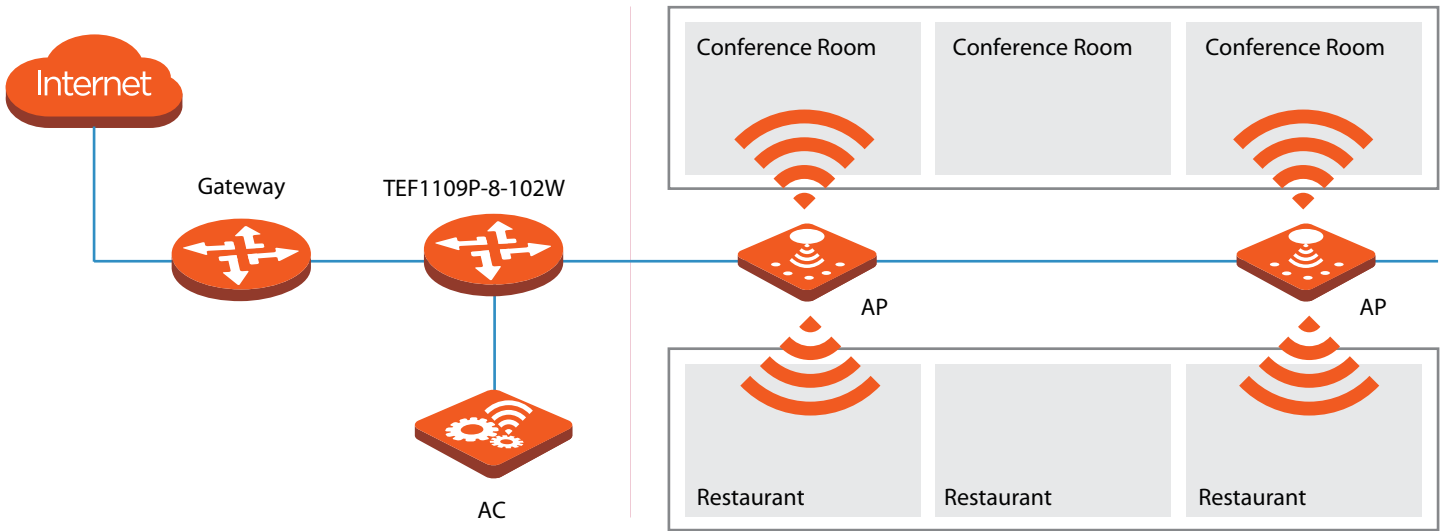 Internet
Gateway
TEF1109P-8-102W
AC
Conference Room
Conference Room
Conference Room
AP
AP
Restaurant
Restaurant
Restaurant